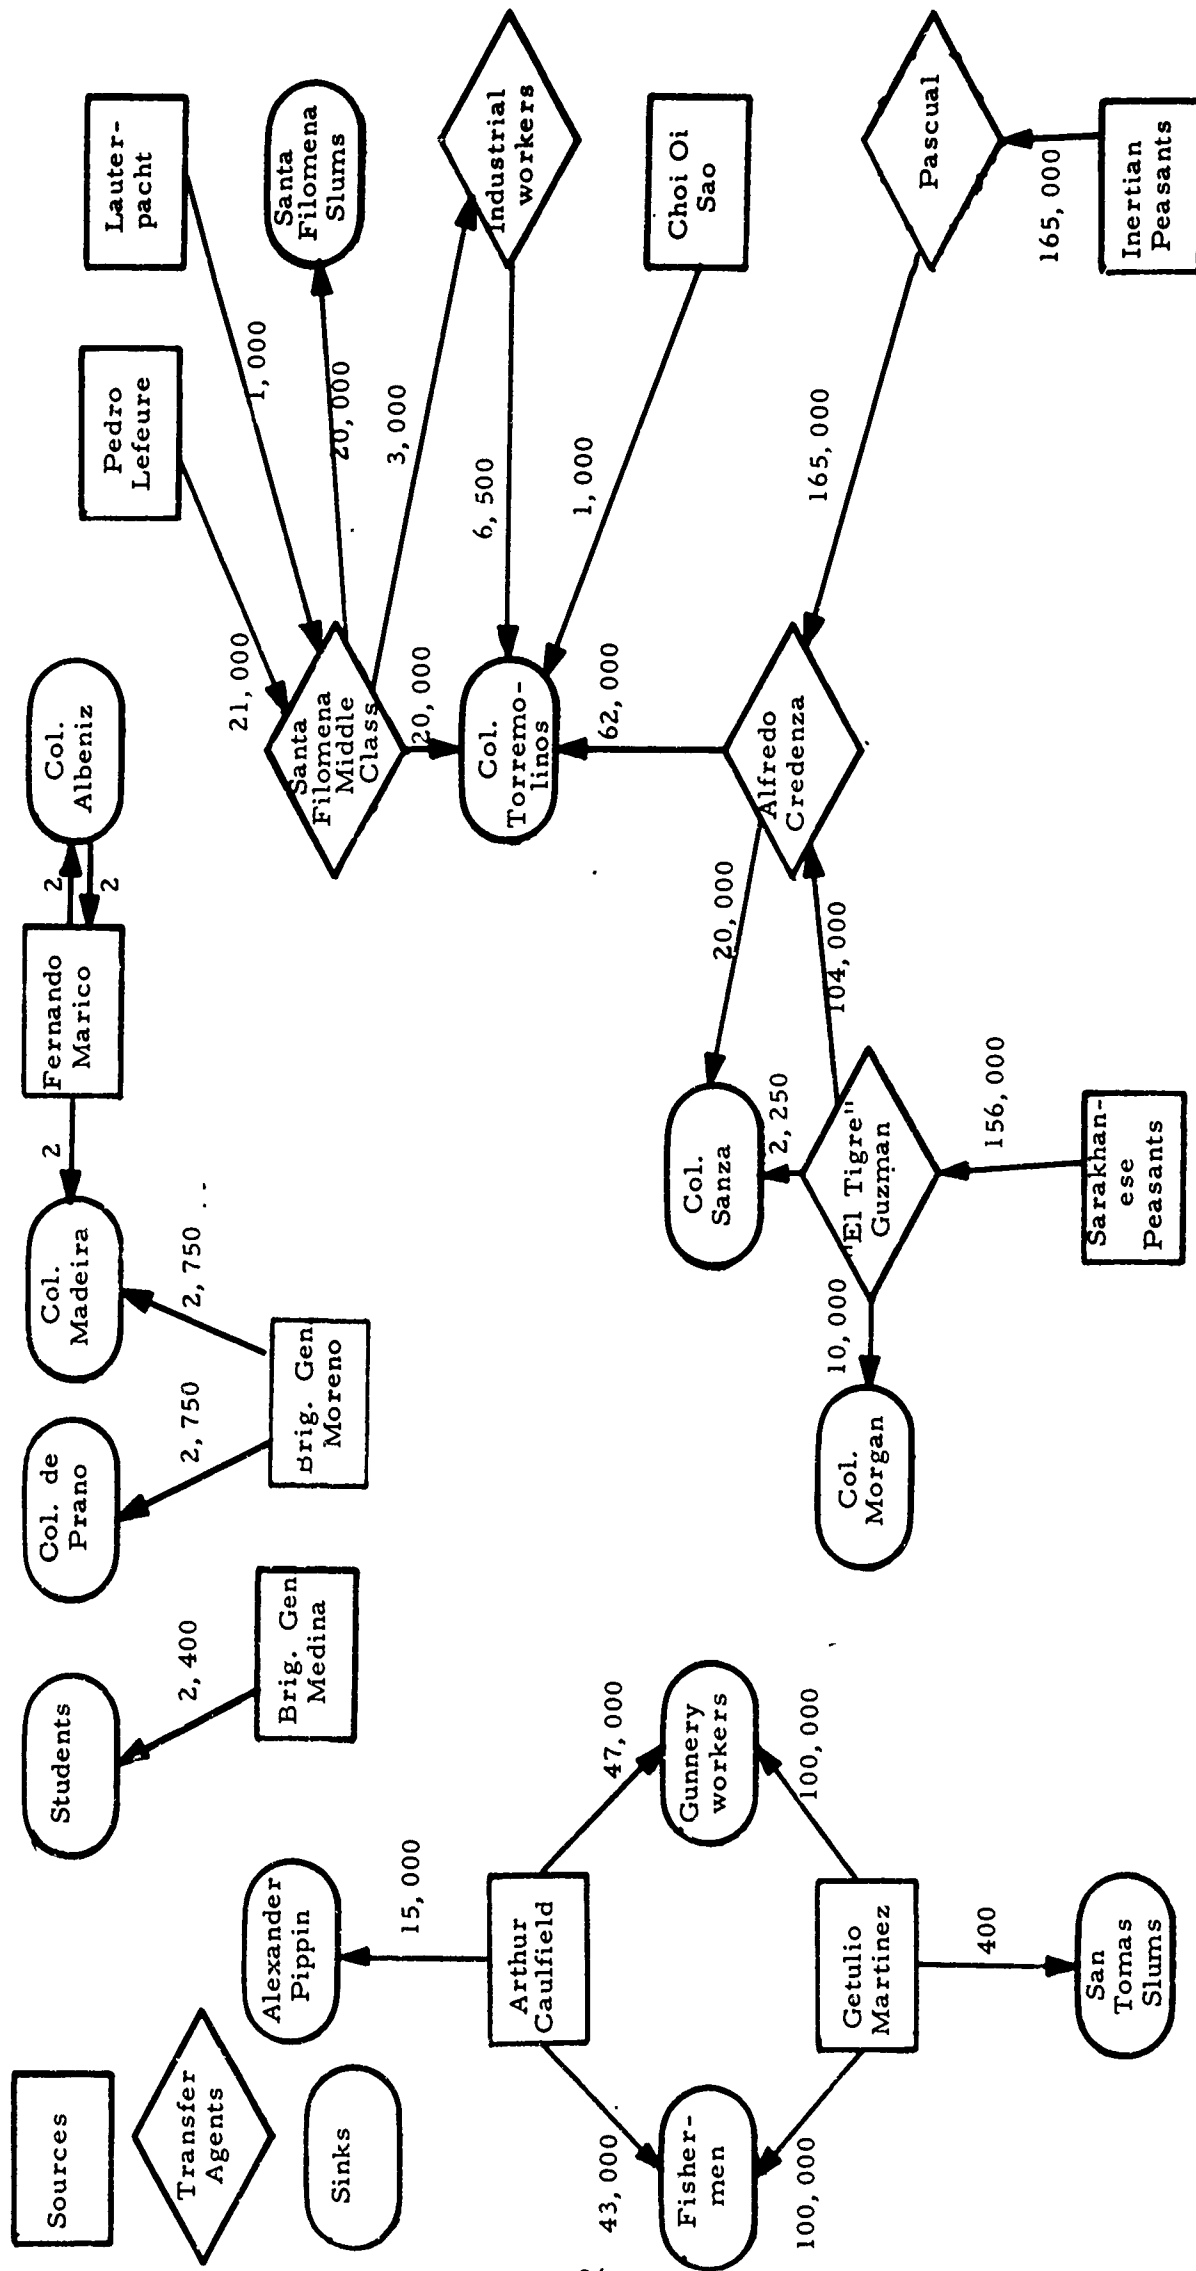 Sources
Transfer
Agents
Sinks
Students
2,400
Brig. Gen
Medina
Col. de
Prano
2,750
Brig. Gen.
Moreno
2,750
Col.
Madeira
2
Fernando
Marico
2
2
Col.
Albeniz
Pedro
Lefeure
21,000
Lauter-
pacht
1,000
Santa
Filomena
Middle
Class
20,000
Santa
Filomena
Slums
3,000
Industrial
workers
20,000
6,500
Col.
Torremo-
linos
1,000
Choi Oi
Sao
62,000
Alfredo
Credenza
165,000
Pascual
165,000
Inertian
Peasants
20,000
104,000
Col.
Sanza
2,250
"El Tigre"
Guzman
156,000
Sarakhan-
ese
Peasants
10,000
Col.
Morgan
Alexander
Pippin
15,000
Arthur
Caulfield
43,000
47,000
Fisher-
men
Gunnery
workers
100,000
100,000
Getulio
Martinez
400
San
Tomas
Slums